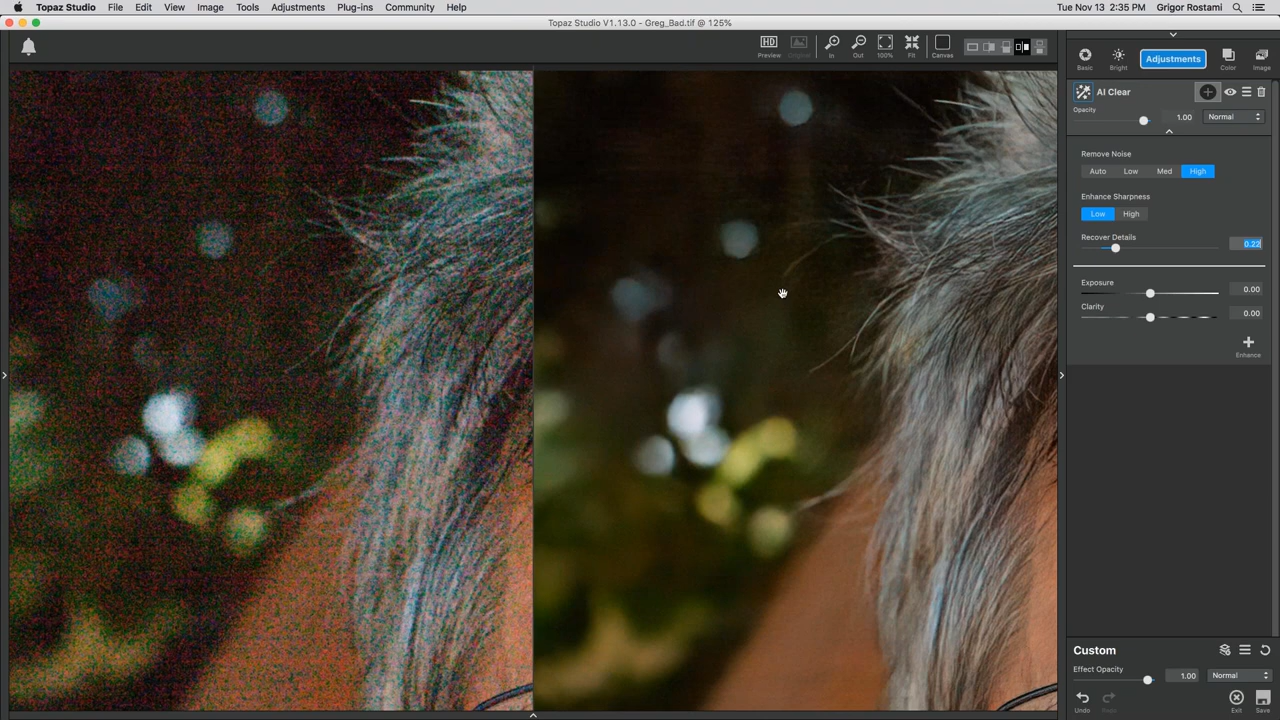 Topaz Studio File Edit View Image Tools Adjustments Plug-ins Community Help Tue Nov 13 2:35 PM Grigor Rostami
Topaz Studio V1.13.0 - Greg_Bad.tif @ 125%
HD
Preview Original In Out 100% Fit Canvas
Basic Bright Adjustments Color Image
AI Clear
Opacity
1.00 Normal
Remove Noise
Auto Low Med High
Enhance Sharpness
Low High
Recover Details
0.22
Exposure
0.00
Clarity
0.00
Enhance
Custom
Effect Opacity
1.00 Normal
Undo Redo Exit Save